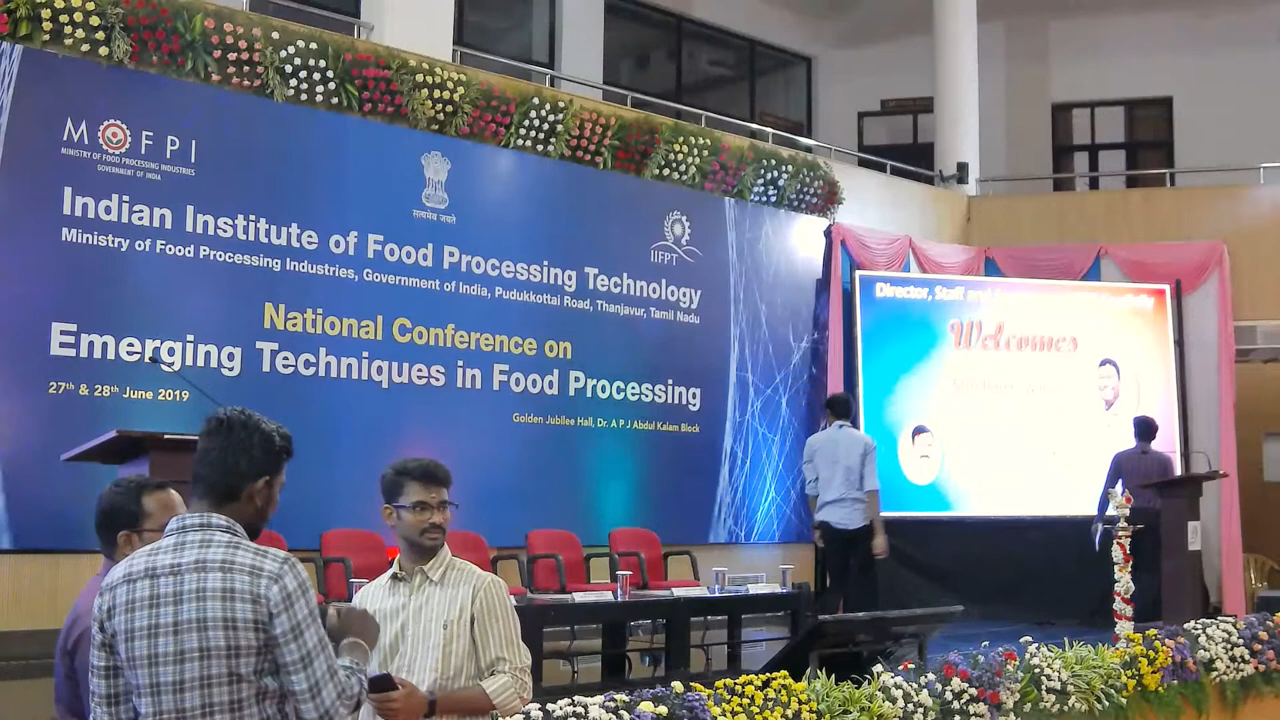 MOFPI
MINISTRY OF FOOD PROCESSING INDUSTRIES
GOVERNMENT OF INDIA
सत्यमेव जयते
IIFPT
Indian Institute of Food Processing Technology
Ministry of Food Processing Industries, Government of India, Pudukkottai Road, Thanjavur, Tamil Nadu
National Conference on
Emerging Techniques in Food Processing
27th & 28th June 2019
Golden Jubilee Hall, Dr. A P J Abdul Kalam Block
Director, Staff and
Welcomes